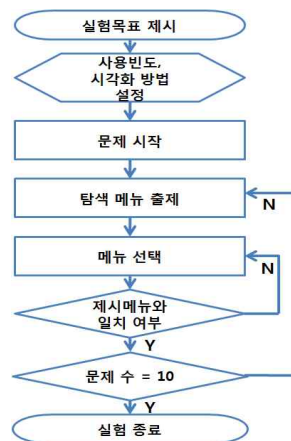 실험목표 제시
사용빈도,
시각화 방법
설정
문제 시작
탐색 메뉴 출제
N
메뉴 선택
N
제시메뉴와
일치 여부
Y
문제 수 = 10
Y
실험 종료